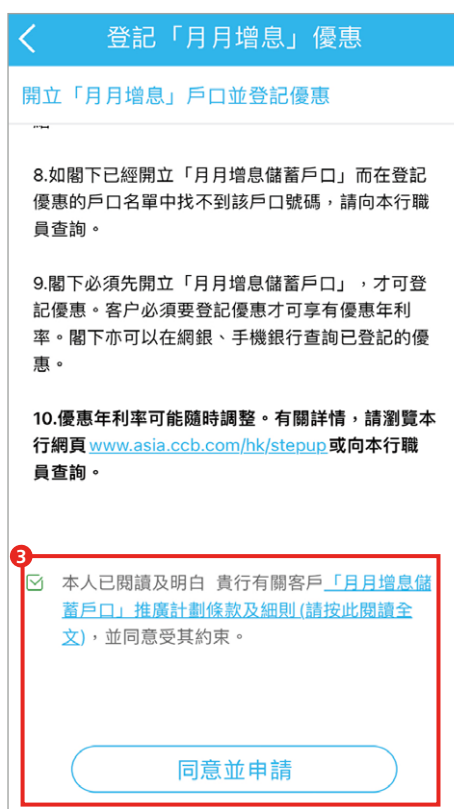 登記「月月增息」優惠
開立「月月增息」戶口並登記優惠
8.如閣下已經開立「月月增息儲蓄戶口」而在登記
優惠的戶口名單中找不到該戶口號碼，請向本行職
員查詢。
9.閣下必須先開立「月月增息儲蓄戶口」，才可登
記優惠。客户必須要登記優惠才可享有優惠年利
率。閣下亦可以在網銀、手機銀行查詢已登記的優
惠。
10.優惠年利率可能隨時調整。有關詳情，請瀏覽本
行網頁www.asia.ccb.com/hk/stepup或向本行職
員查詢。
3
本人已閱讀及明白 貴行有關客戶「月月增息儲
蓄戶口」推廣計劃條款及細則(請按此閱讀全
文)，並同意受其約束。
同意並申請